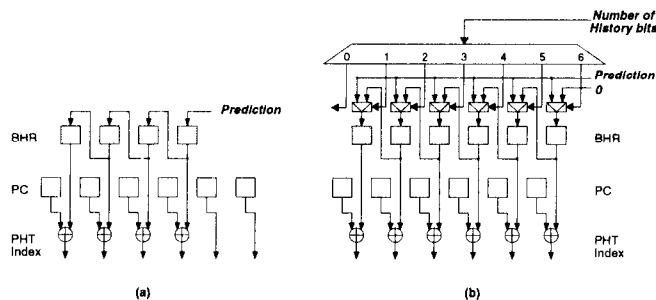 Number of
History bits
0 1 2 3 4 5 6
Prediction
0
Prediction
BHR
BHR
PC
PC
PHT
Index
PHT
Index
(a)
(b)